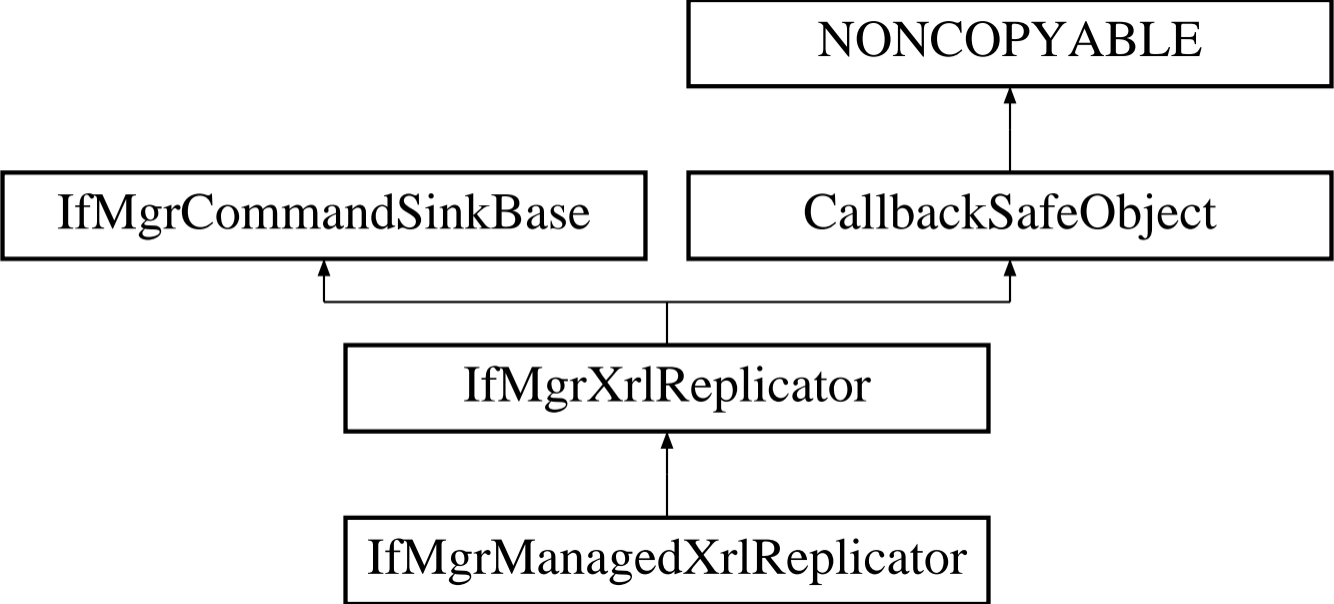 NONCOPYABLE
IfMgrCommandSinkBase
CallbackSafeObject
IfMgrXrlReplicator
IfMgrManagedXrlReplicator